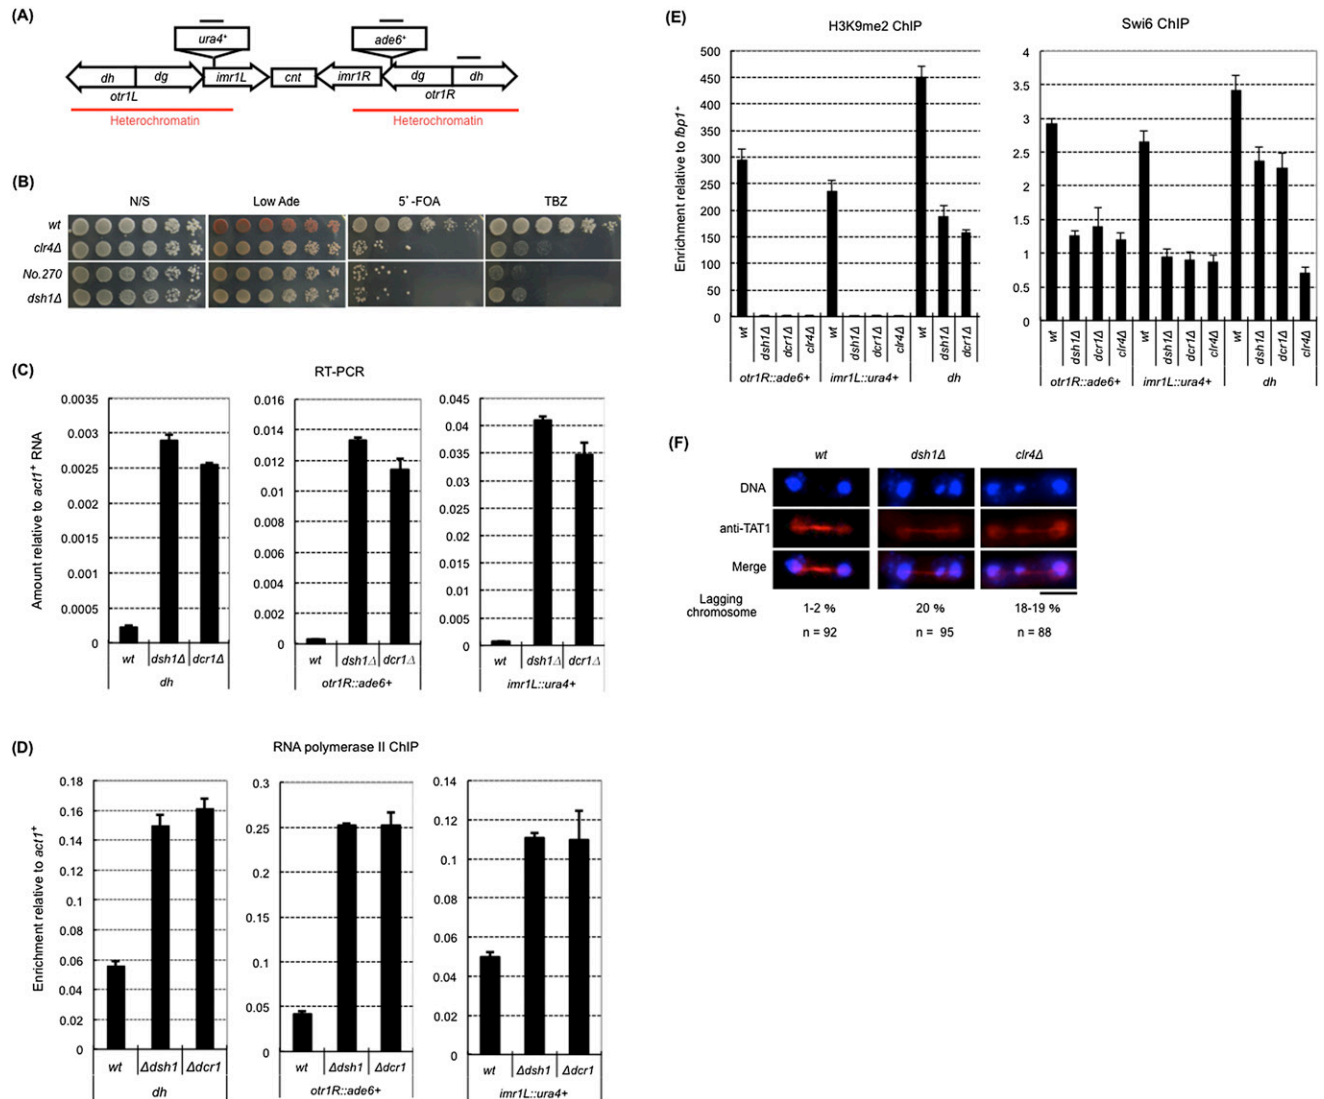 (A)
ura4+
ade6+
dh dg imr1L cnt imr1R dg dh
otr1L otr1R
Heterochromatin Heterochromatin
(B)
N/S Low Ade 5'-FOA TBZ
wt
clr4Δ
No.270
dsh1Δ
(C)
RT-PCR
Amount relative to act1+ RNA
0.0035
0.003
0.0025
0.002
0.0015
0.001
0.0005
0
wt dsh1Δ dcr1Δ
dh
0.016
0.014
0.012
0.01
0.008
0.006
0.004
0.002
0
wt dsh1Δ dcr1Δ
otr1R::ade6+
0.045
0.04
0.035
0.03
0.025
0.02
0.015
0.01
0.005
0
wt dsh1Δ dcr1Δ
imr1L::ura4+
(D)
RNA polymerase II ChIP
Enrichment relative to act1+
0.18
0.16
0.14
0.12
0.1
0.08
0.06
0.04
0.02
0
wt Δdsh1 Δdcr1
dh
0.3
0.25
0.2
0.15
0.1
0.05
0
wt Δdsh1 Δdcr1
otr1R::ade6+
0.14
0.12
0.1
0.08
0.06
0.04
0.02
0
wt Δdsh1 Δdcr1
imr1L::ura4+
(E)
H3K9me2 ChIP
Enrichment relative to fbp1+
500
450
400
350
300
250
200
150
100
50
0
wt dsh1Δ dcr1Δ clr4Δ wt dsh1Δ dcr1Δ clr4Δ wt dsh1Δ dcr1Δ
otr1R::ade6+ imr1L::ura4+ dh
Swi6 ChIP
4
3.5
3
2.5
2
1.5
1
0.5
0
wt dsh1Δ dcr1Δ clr4Δ wt dsh1Δ dcr1Δ clr4Δ wt dsh1Δ dcr1Δ clr4Δ
otr1R::ade6+ imr1L::ura4+ dh
(F)
wt dsh1Δ clr4Δ
DNA
anti-TAT1
Merge
Lagging
chromosome
1-2 % 20 % 18-19 %
n = 92 n = 95 n = 88